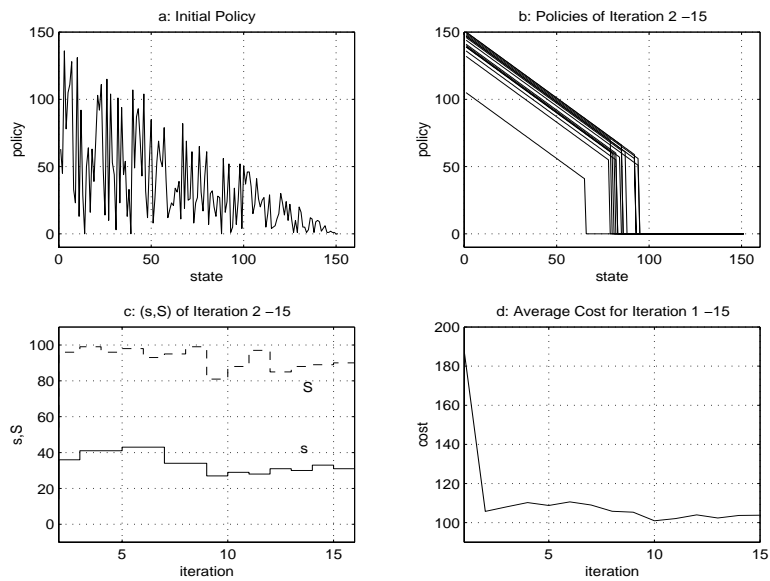 a: Initial Policy
150
100
50
0
policy
0
50
100
150
state
b: Policies of Iteration 2 −15
150
100
50
0
policy
0
50
100
150
state
c: (s,S) of Iteration 2 −15
100
80
60
40
20
0
s,S
S
s
5
10
15
iteration
d: Average Cost for Iteration 1 −15
200
180
160
140
120
100
cost
5
10
15
iteration